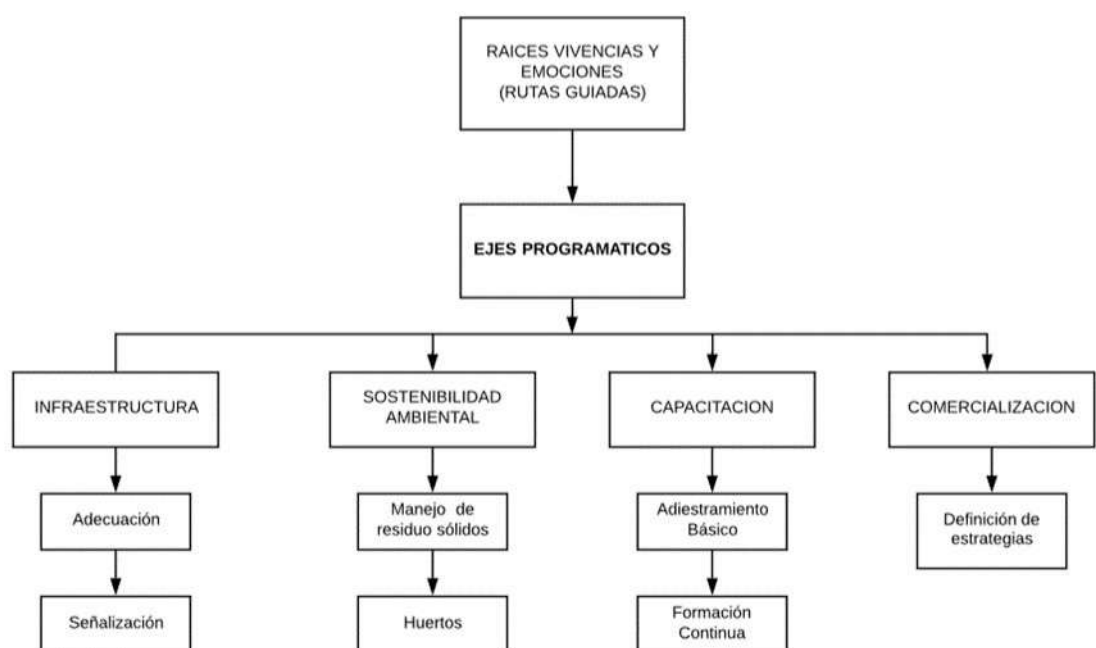 RAICES VIVENCIAS Y
EMOCIONES
(RUTAS GUIADAS)
EJES PROGRAMATICOS
INFRAESTRUCTURA
SOSTENIBILIDAD
AMBIENTAL
CAPACITACION
COMERCIALIZACION
Adecuación
Manejo de
residuo sólidos
Adiestramiento
Básico
Definición de
estrategias
Señalización
Huertos
Formación
Continua